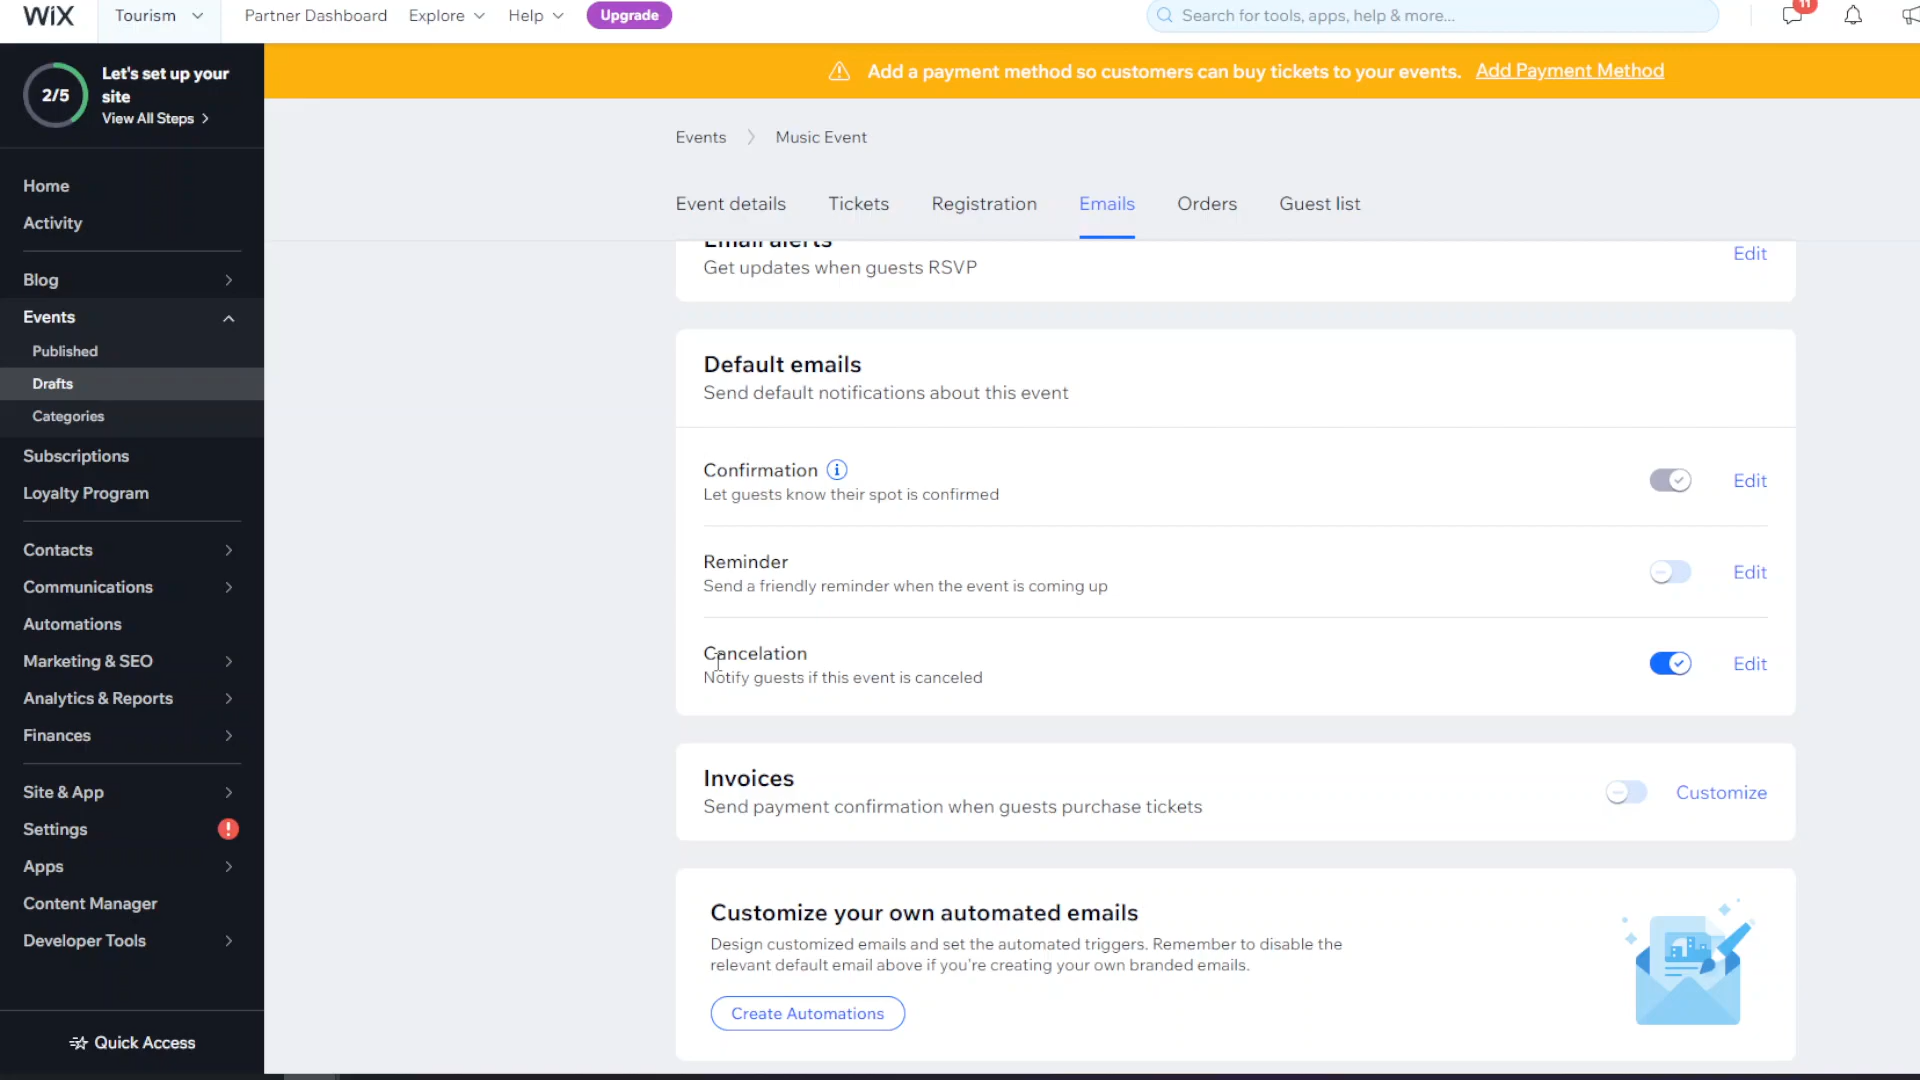 WIX
Tourism
Partner Dashboard
Explore
Help
Upgrade
Search for tools, apps, help & more...
11
2/5
Let's set up your
site
View All Steps
Add a payment method so customers can buy tickets to your events. Add Payment Method
Home
Activity
Blog
Events
Published
Drafts
Categories
Subscriptions
Loyalty Program
Contacts
Communications
Automations
Marketing & SEO
Analytics & Reports
Finances
Site & App
Settings
Apps
Content Manager
Developer Tools
Quick Access
Events
Music Event
Event details
Tickets
Registration
Emails
Orders
Guest list
Email alerts
Get updates when guests RSVP
Edit
Default emails
Send default notifications about this event
Confirmation
Let guests know their spot is confirmed
Edit
Reminder
Send a friendly reminder when the event is coming up
Edit
Cancelation
Notify guests if this event is canceled
Edit
Invoices
Send payment confirmation when guests purchase tickets
Customize
Customize your own automated emails
Design customized emails and set the automated triggers. Remember to disable the
relevant default email above if you're creating your own branded emails.
Create Automations